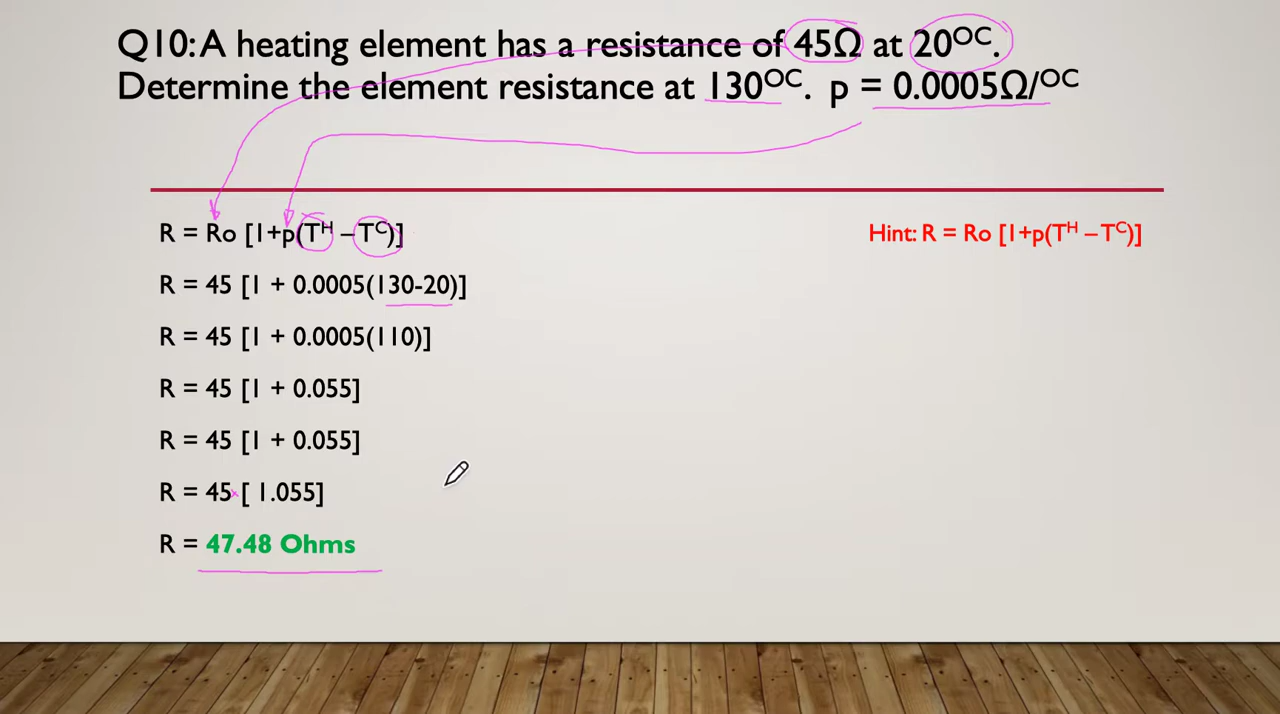 Q10: A heating element has a resistance of 45Ω at 20ᴼᶜ.
Determine the element resistance at 130ᴼᶜ. p = 0.0005Ω/ᴼᶜ
R = Ro [1+p(Tᴴ – Tᶜ)]
Hint: R = Ro [1+p(Tᴴ – Tᶜ)]
R = 45 [1 + 0.0005(130-20)]
R = 45 [1 + 0.0005(110)]
R = 45 [1 + 0.055]
R = 45 [1 + 0.055]
R = 45 × [ 1.055]
R = 47.48 Ohms